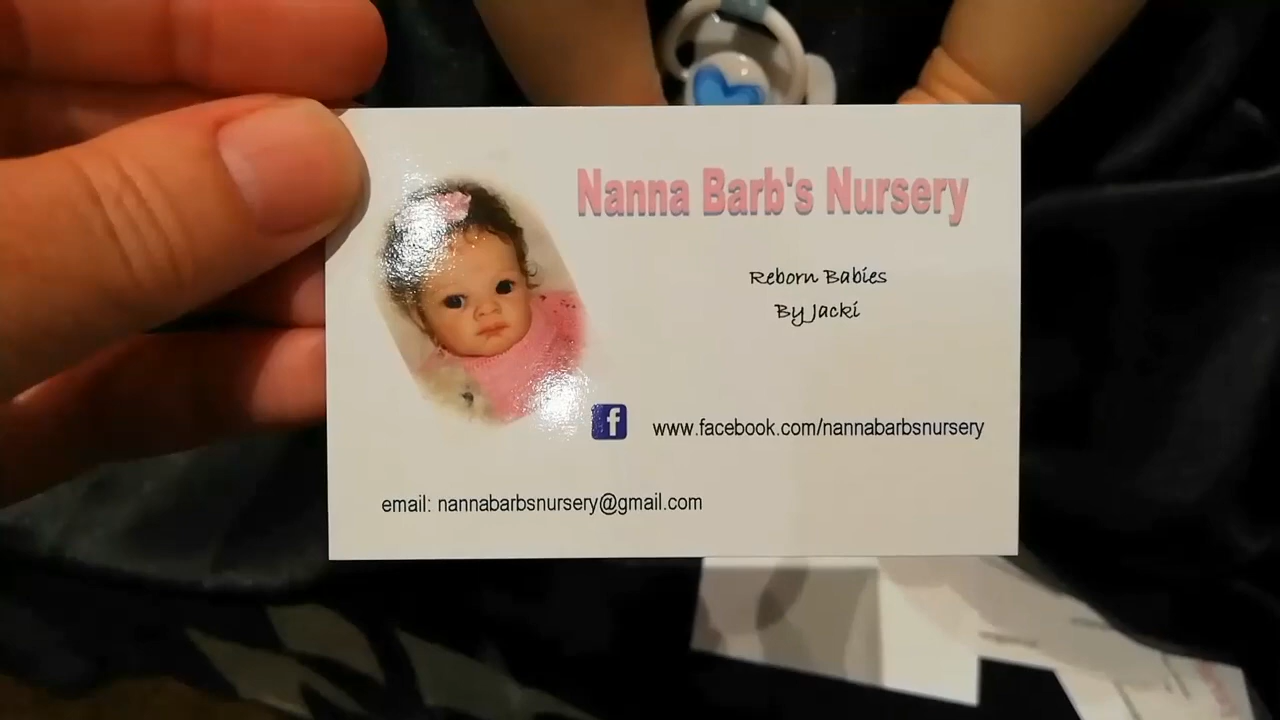 Nanna Barb's Nursery
Reborn Babies
By Jacki
f
www.facebook.com/nannabarbsnursery
email: nannabarbsnursery@gmail.com